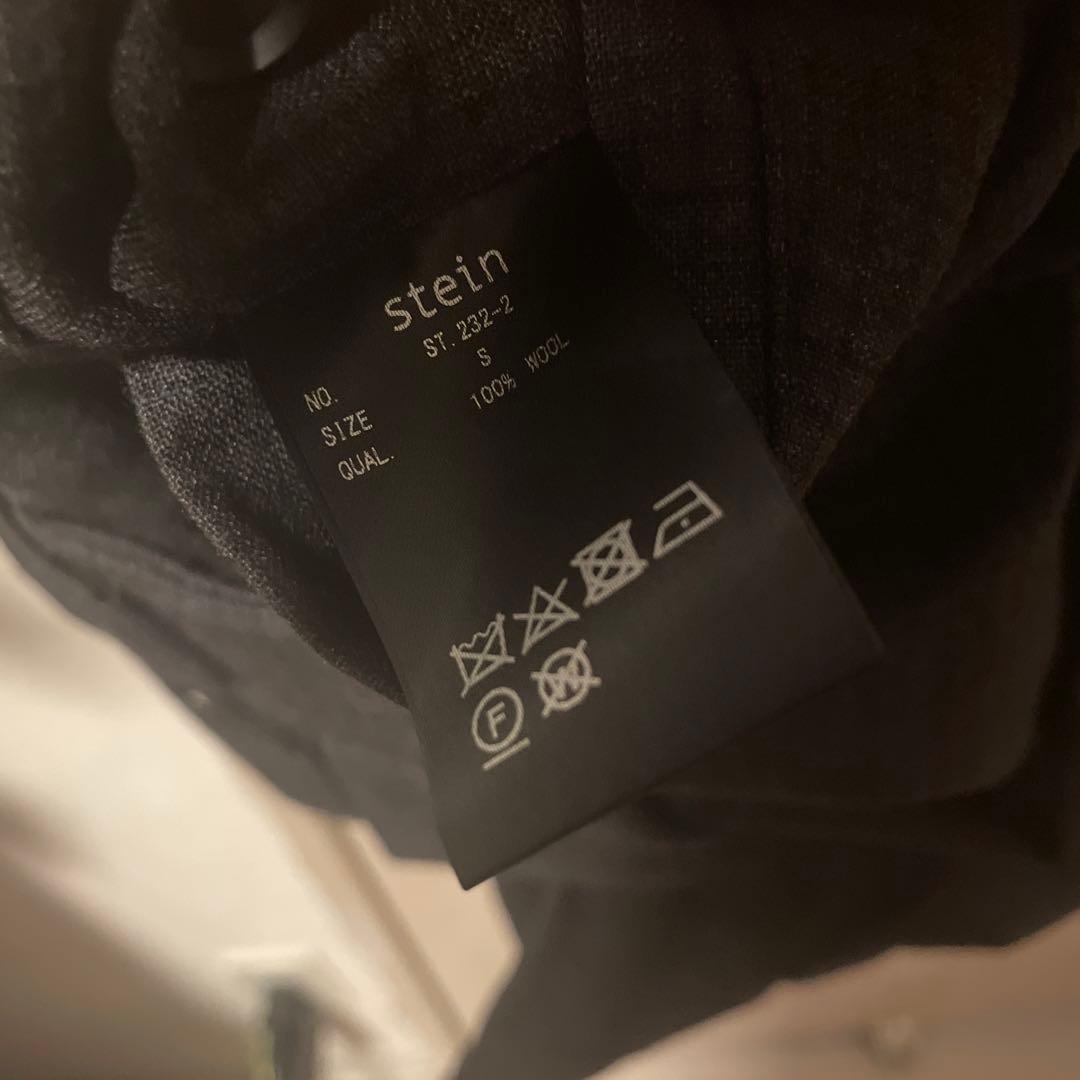 stein
NO. ST. 232-2
SIZE S
QUAL. 100% WOOL
F W